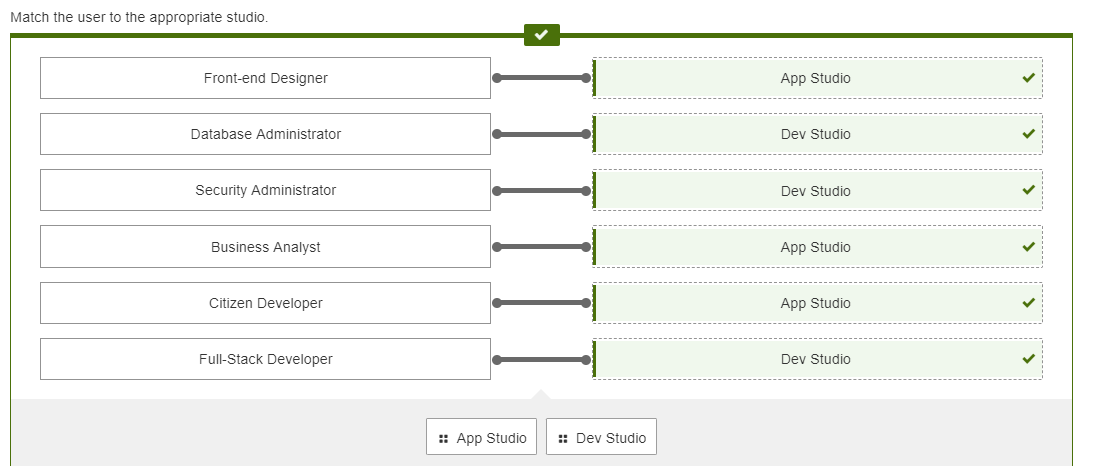 Match the user to the appropriate studio.
Front-end Designer App Studio
Database Administrator Dev Studio
Security Administrator Dev Studio
Business Analyst App Studio
Citizen Developer App Studio
Full-Stack Developer Dev Studio
App Studio Dev Studio